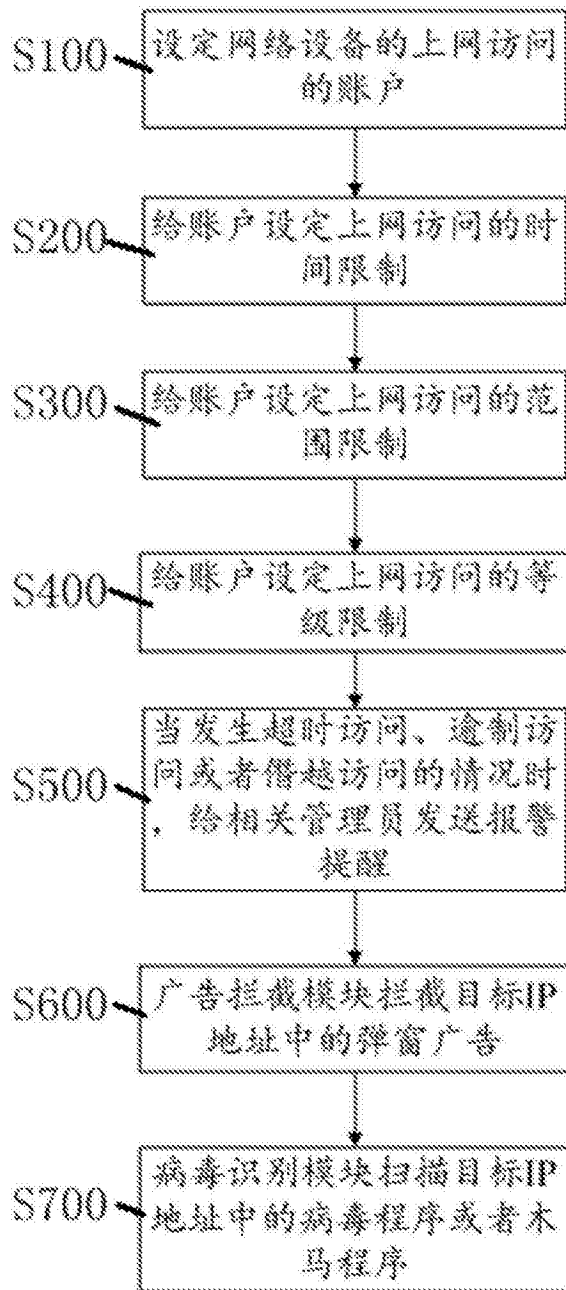 S100
设定网络设备的上网访问
的账户
S200
给账户设定上网访问的时
间限制
S300
给账户设定上网访问的范
围限制
S400
给账户设定上网访问的等
级限制
S500
当发生超时访问、逾制访
问或者僭越访问的情况时
，给相关管理员发送报警
提醒
S600
广告拦截模块拦截目标IP
地址中的弹窗广告
S700
病毒识别模块扫描目标IP
地址中的病毒程序或者木
马程序